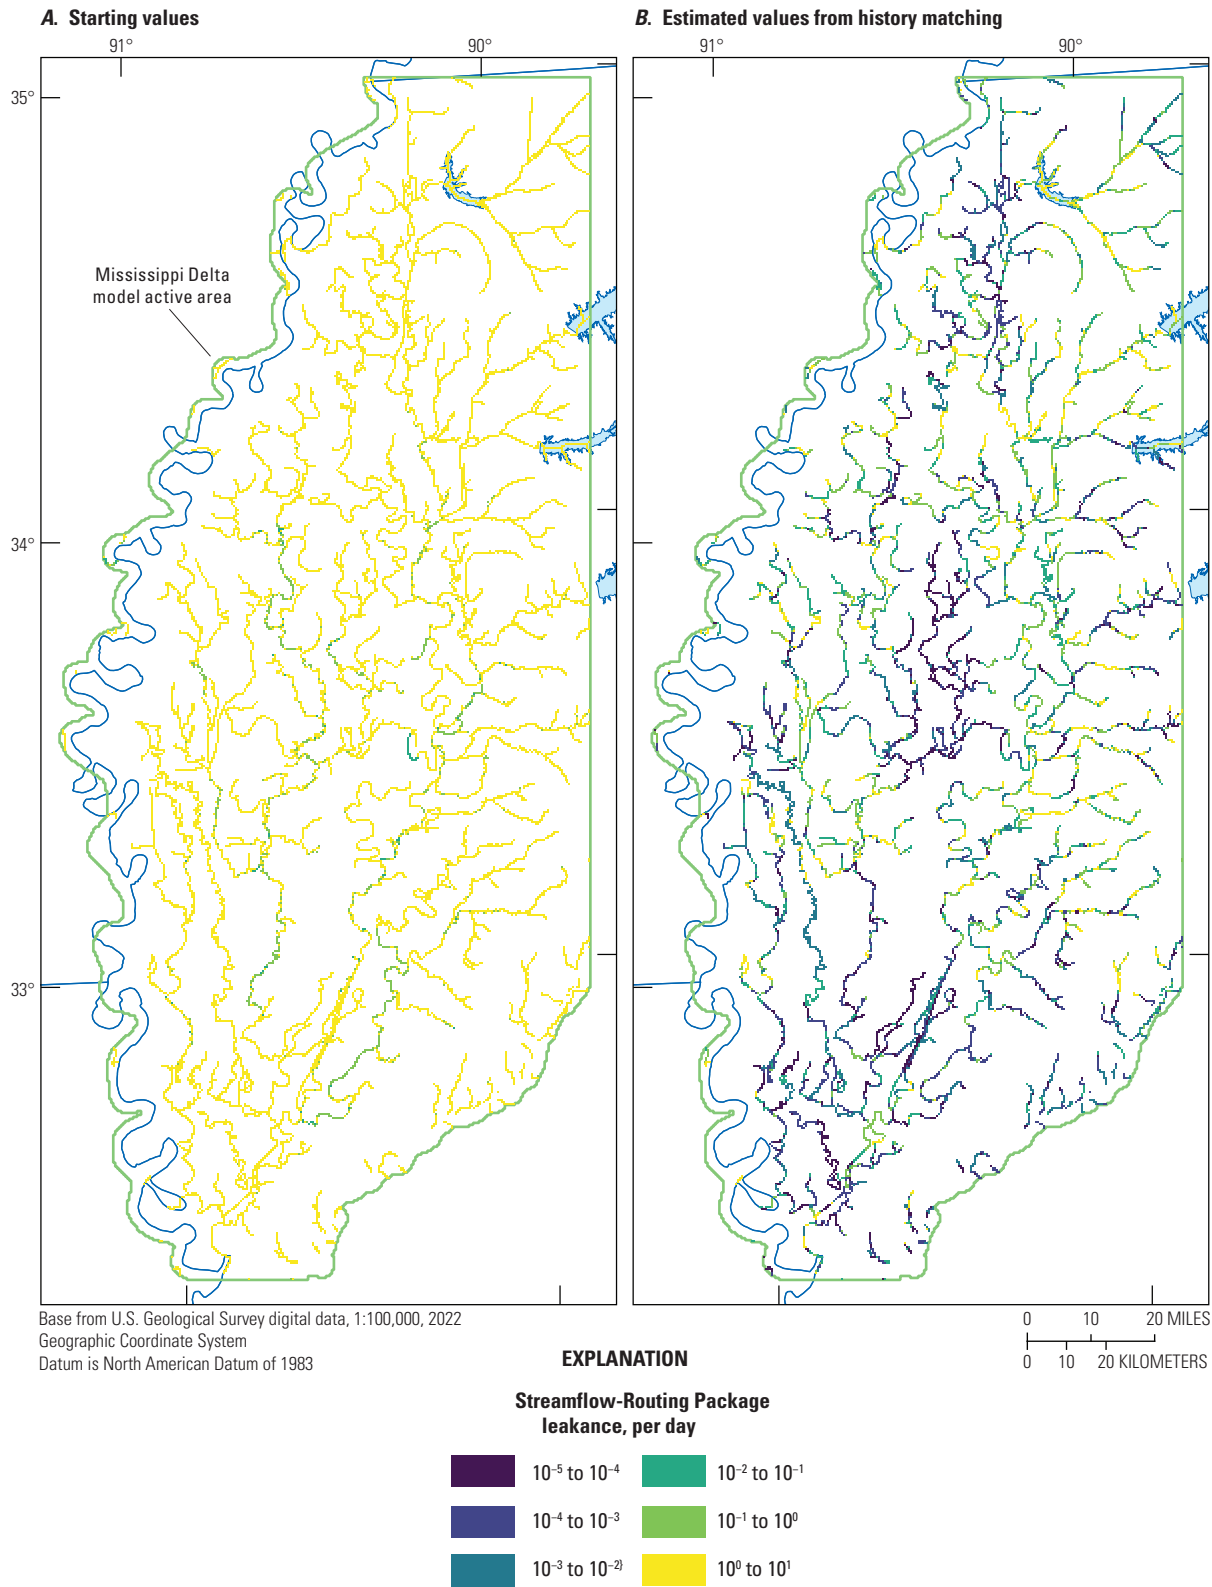 A. Starting values
B. Estimated values from history matching
91°
90°
91°
90°
35°
Mississippi Delta
model active area
34°
33°
Base from U.S. Geological Survey digital data, 1:100,000, 2022
Geographic Coordinate System
Datum is North American Datum of 1983
0 10 20 MILES
0 10 20 KILOMETERS
EXPLANATION
Streamflow-Routing Package
leakance, per day
10⁻⁵ to 10⁻⁴
10⁻² to 10⁻¹
10⁻⁴ to 10⁻³
10⁻¹ to 10⁰
10⁻³ to 10⁻²⁾
10⁰ to 10¹